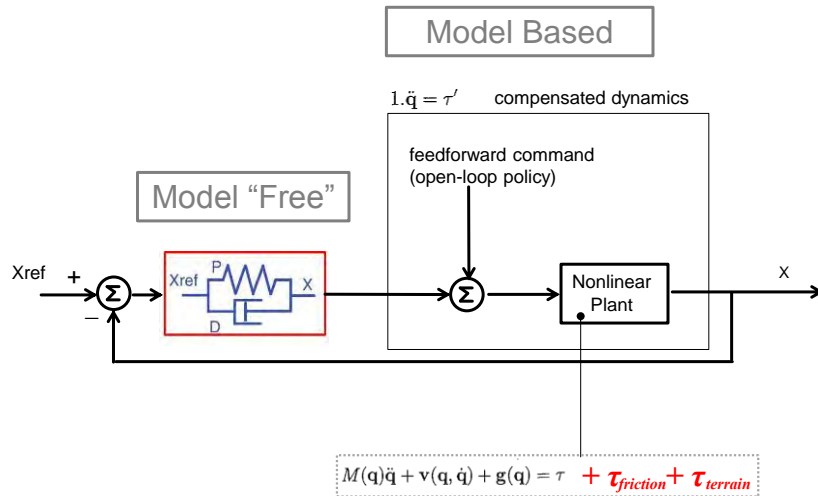 Model Based
1.q̈ = τ′ compensated dynamics
feedforward command
(open-loop policy)
Model "Free"
Xref
+
Σ
−
P
Xref
X
D
Σ
Nonlinear
Plant
X
M(q)q̈ + v(q, q̇) + g(q) = τ + τfriction + τterrain